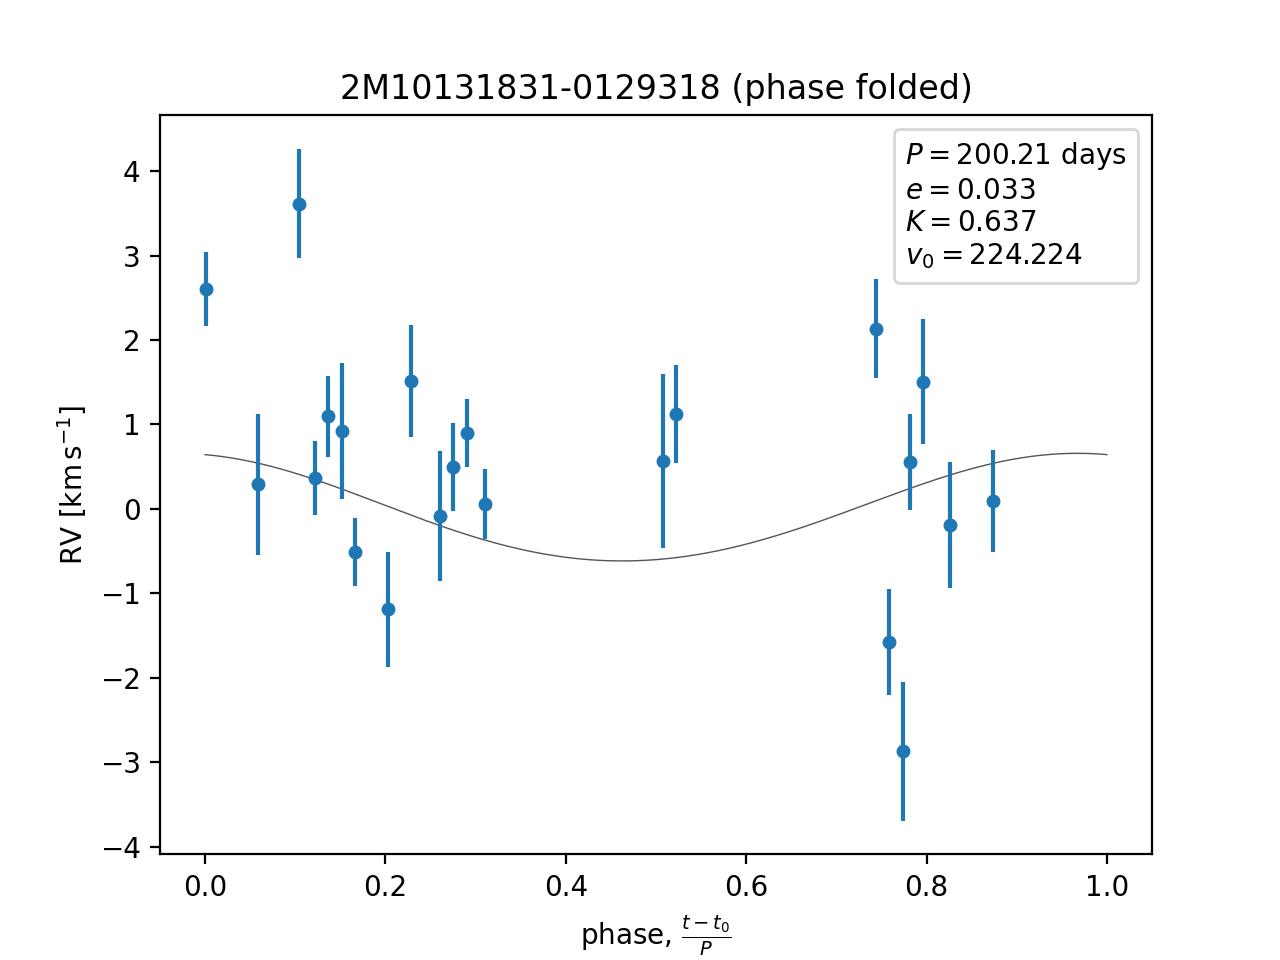 2M10131831-0129318 (phase folded)
P = 200.21 days
e = 0.033
K = 0.637
v₀ = 224.224
4
3
2
1
0
−1
−2
−3
−4
RV [km s⁻¹]
0.0 0.2 0.4 0.6 0.8 1.0
phase, (t − t₀)/P